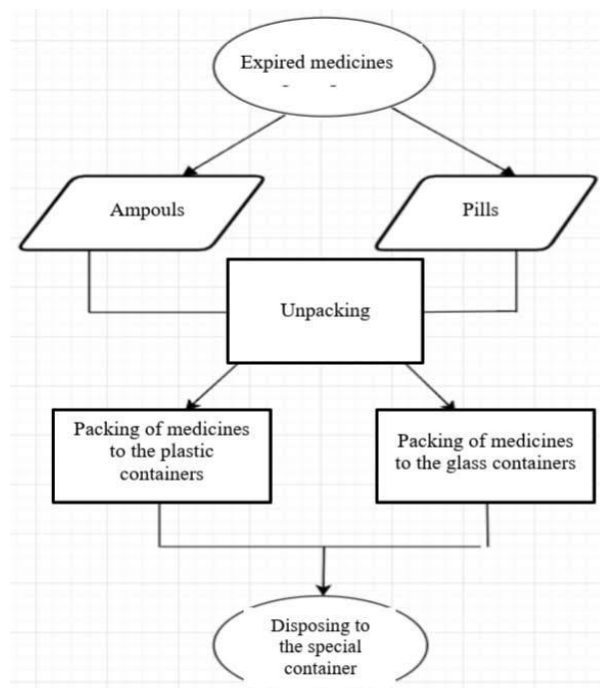 Expired medicines
Ampouls
Pills
Unpacking
Packing of medicines
to the plastic
containers
Packing of medicines
to the glass containers
Disposing to
the special
container